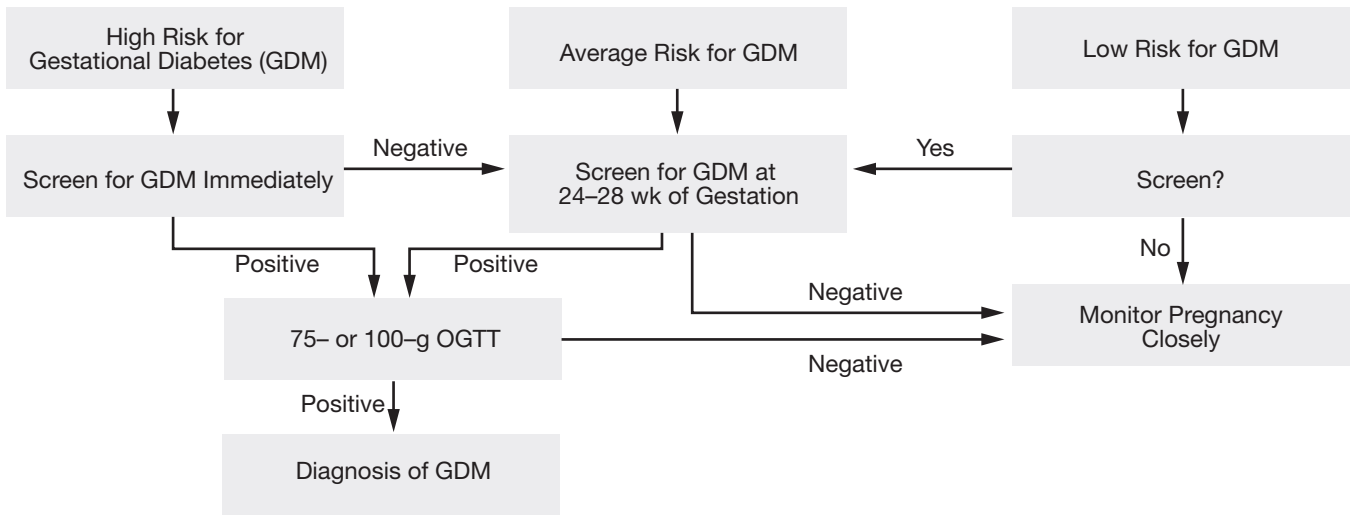 High Risk for
Gestational Diabetes (GDM)
Average Risk for GDM
Low Risk for GDM
Negative
Yes
Screen for GDM Immediately
Screen for GDM at
24–28 wk of Gestation
Screen?
Positive
Positive
No
Negative
75– or 100–g OGTT
Monitor Pregnancy
Closely
Negative
Positive
Diagnosis of GDM